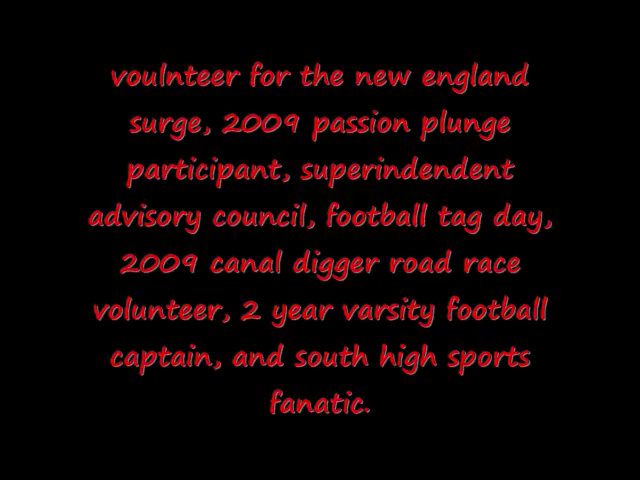 voulnteer for the new england
surge, 2009 passion plunge
participant, superindendent
advisory council, football tag day,
2009 canal digger road race
volunteer, 2 year varsity football
captain, and south high sports
fanatic.